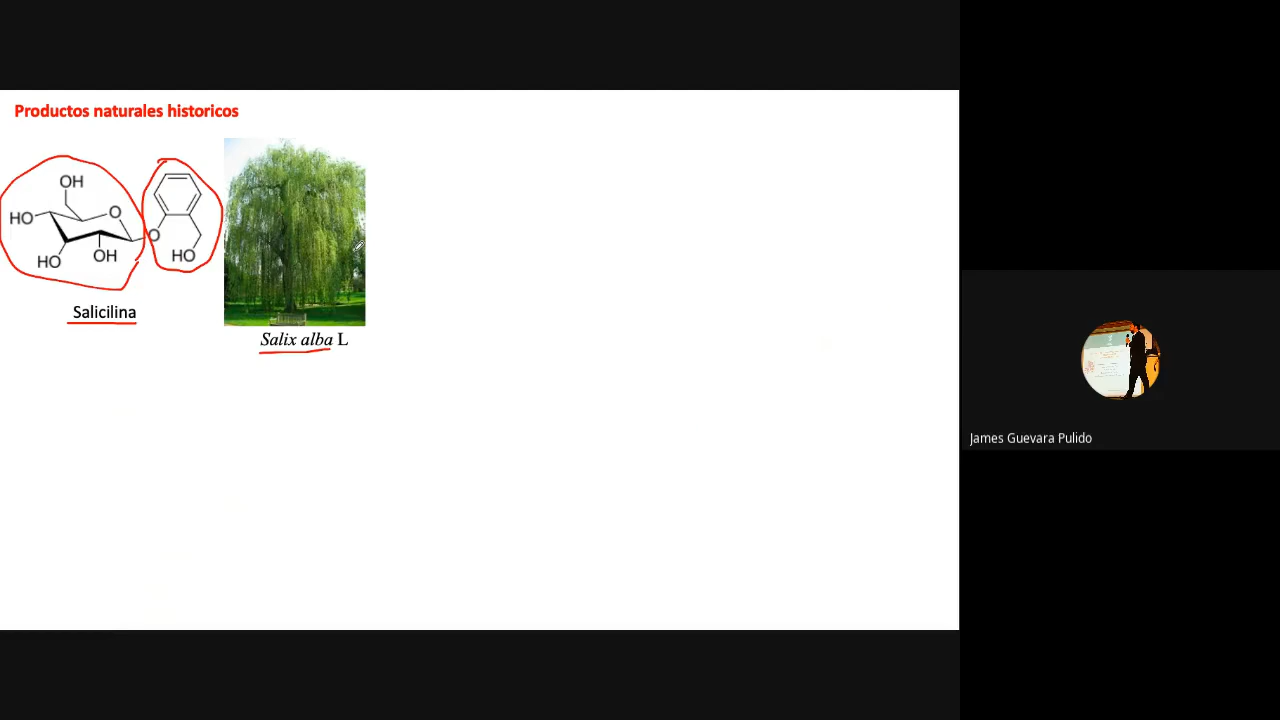 Productos naturales historicos
OH
HO
O
O
HO
OH
HO
Salicilina
Salix alba L
James Guevara Pulido